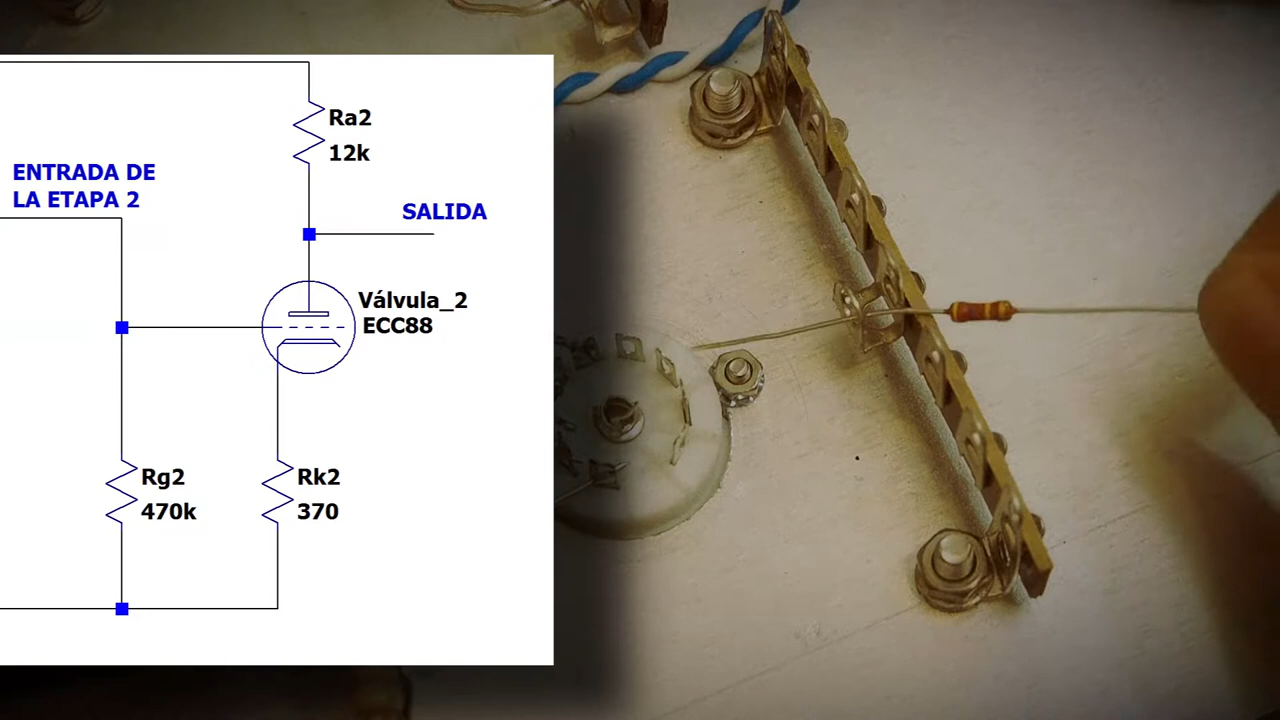 Ra2
12k
ENTRADA DE
LA ETAPA 2
SALIDA
Válvula_2
ECC88
Rg2
470k
Rk2
370